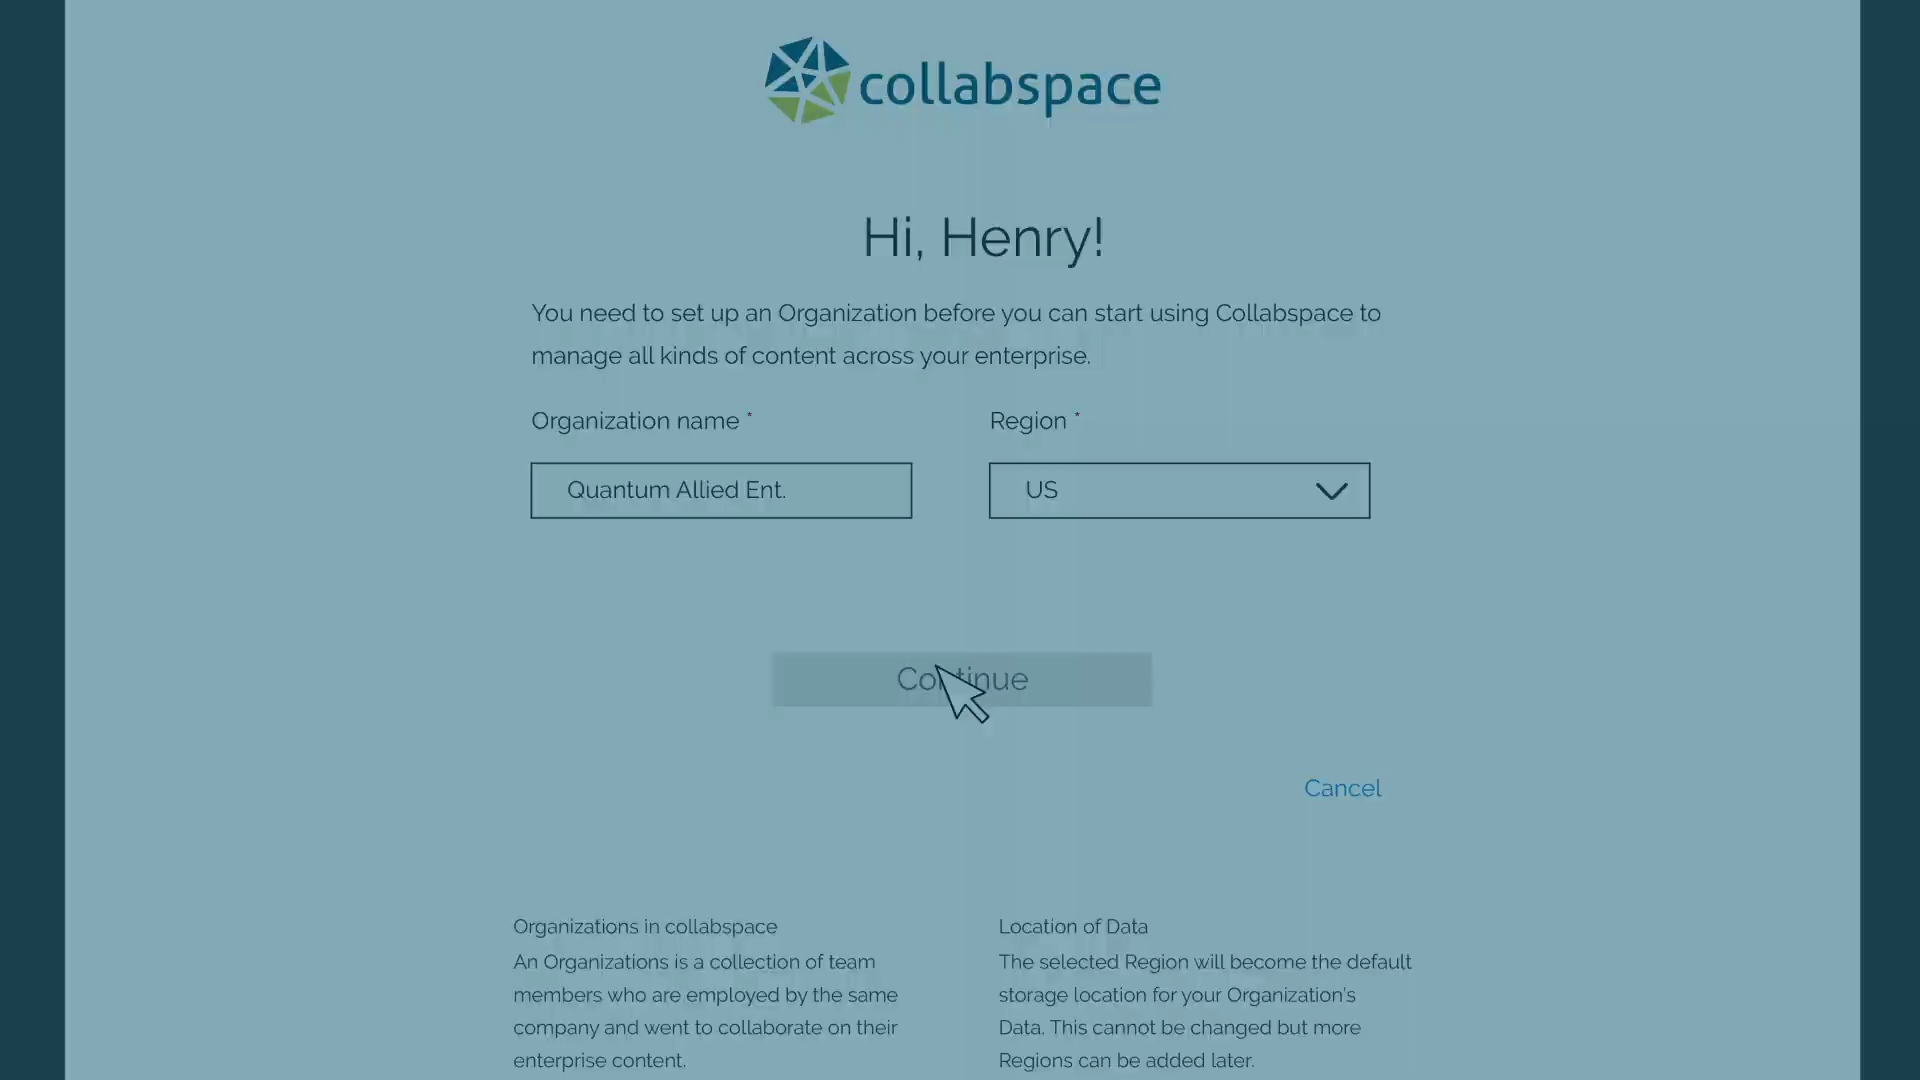 collabspace
Hi, Henry!
You need to set up an Organization before you can start using Collabspace to
manage all kinds of content across your enterprise.
Organization name *
Region *
Quantum Allied Ent.
US
Continue
Cancel
Organizations in collabspace
An Organizations is a collection of team
members who are employed by the same
company and went to collaborate on their
enterprise content.
Location of Data
The selected Region will become the default
storage location for your Organization's
Data. This cannot be changed but more
Regions can be added later.